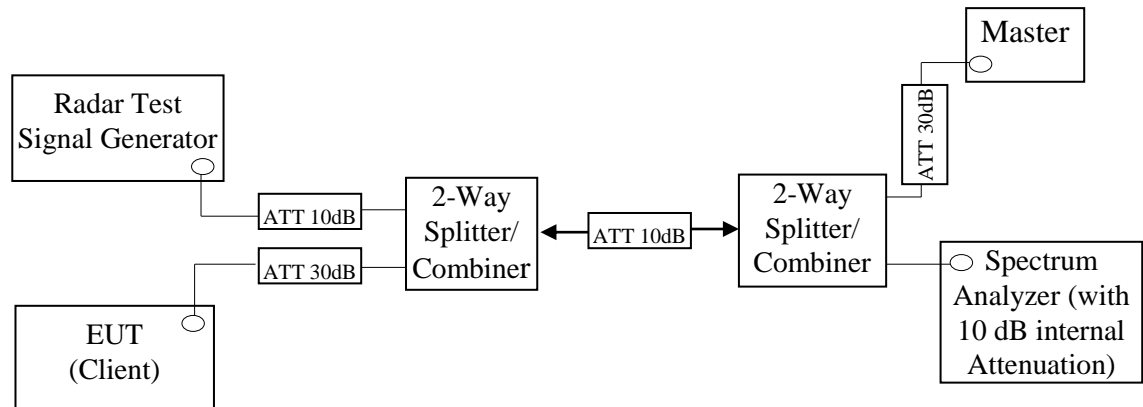 Radar Test
Signal Generator
ATT 10dB
ATT 30dB
EUT
(Client)
2-Way
Splitter/
Combiner
ATT 10dB
2-Way
Splitter/
Combiner
Master
ATT 30dB
Spectrum
Analyzer (with
10 dB internal
Attenuation)